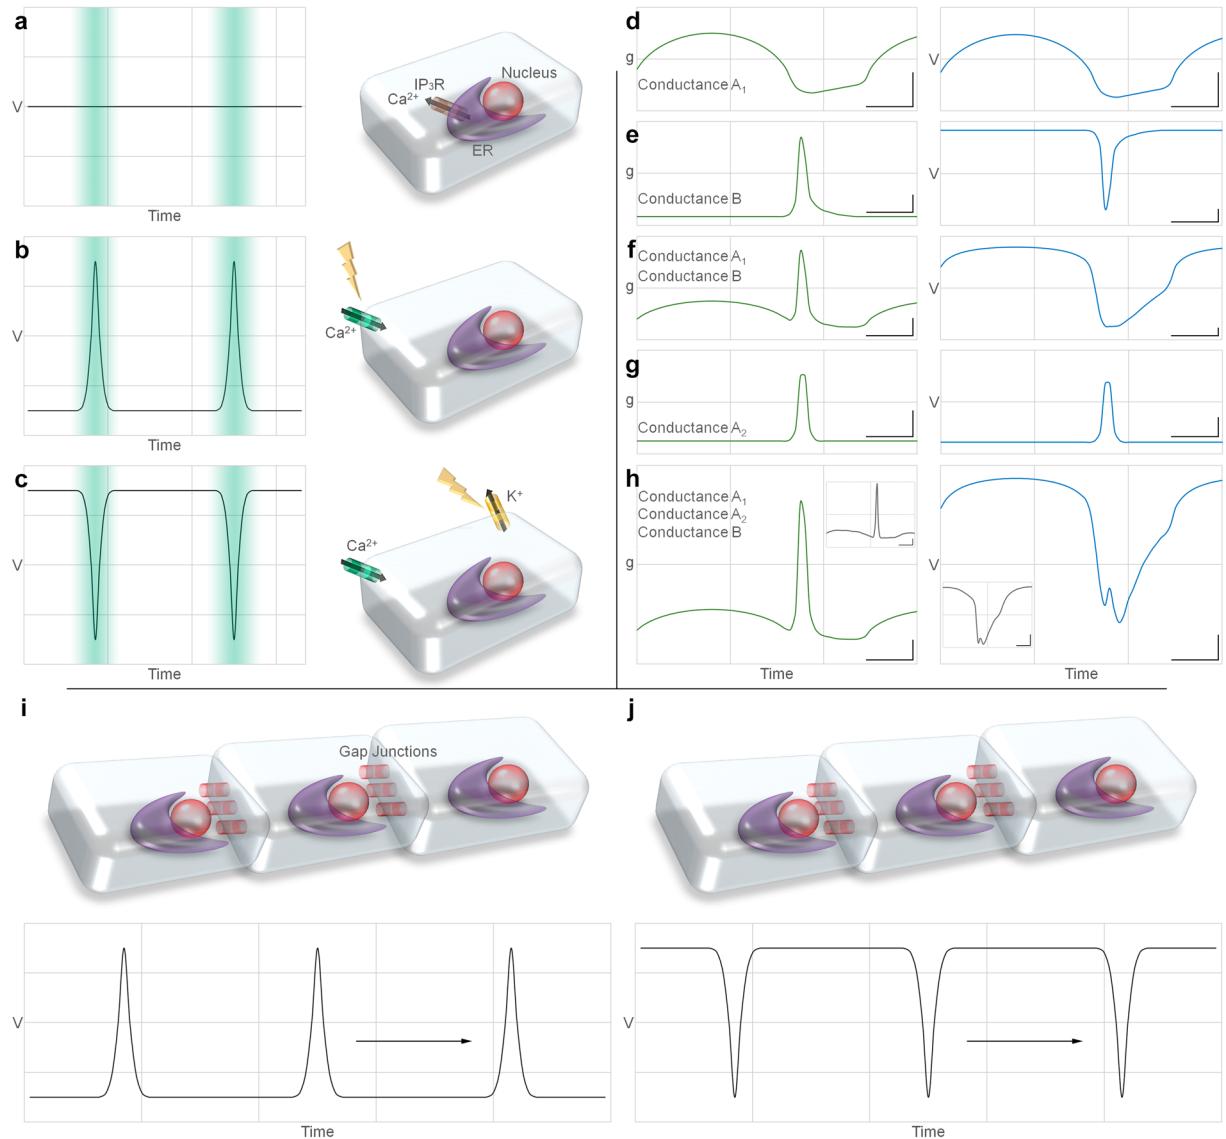 a
V
Time
Nucleus
IP₃R
Ca²⁺
ER
b
V
Time
Ca²⁺
c
V
Time
K⁺
Ca²⁺
d
g
Conductance A₁
V
e
g
Conductance B
V
f
Conductance A₁
Conductance B
g
V
g
g
Conductance A₂
V
h
Conductance A₁
Conductance A₂
Conductance B
g
Time
V
Time
i
Gap Junctions
V
Time
j
V
Time